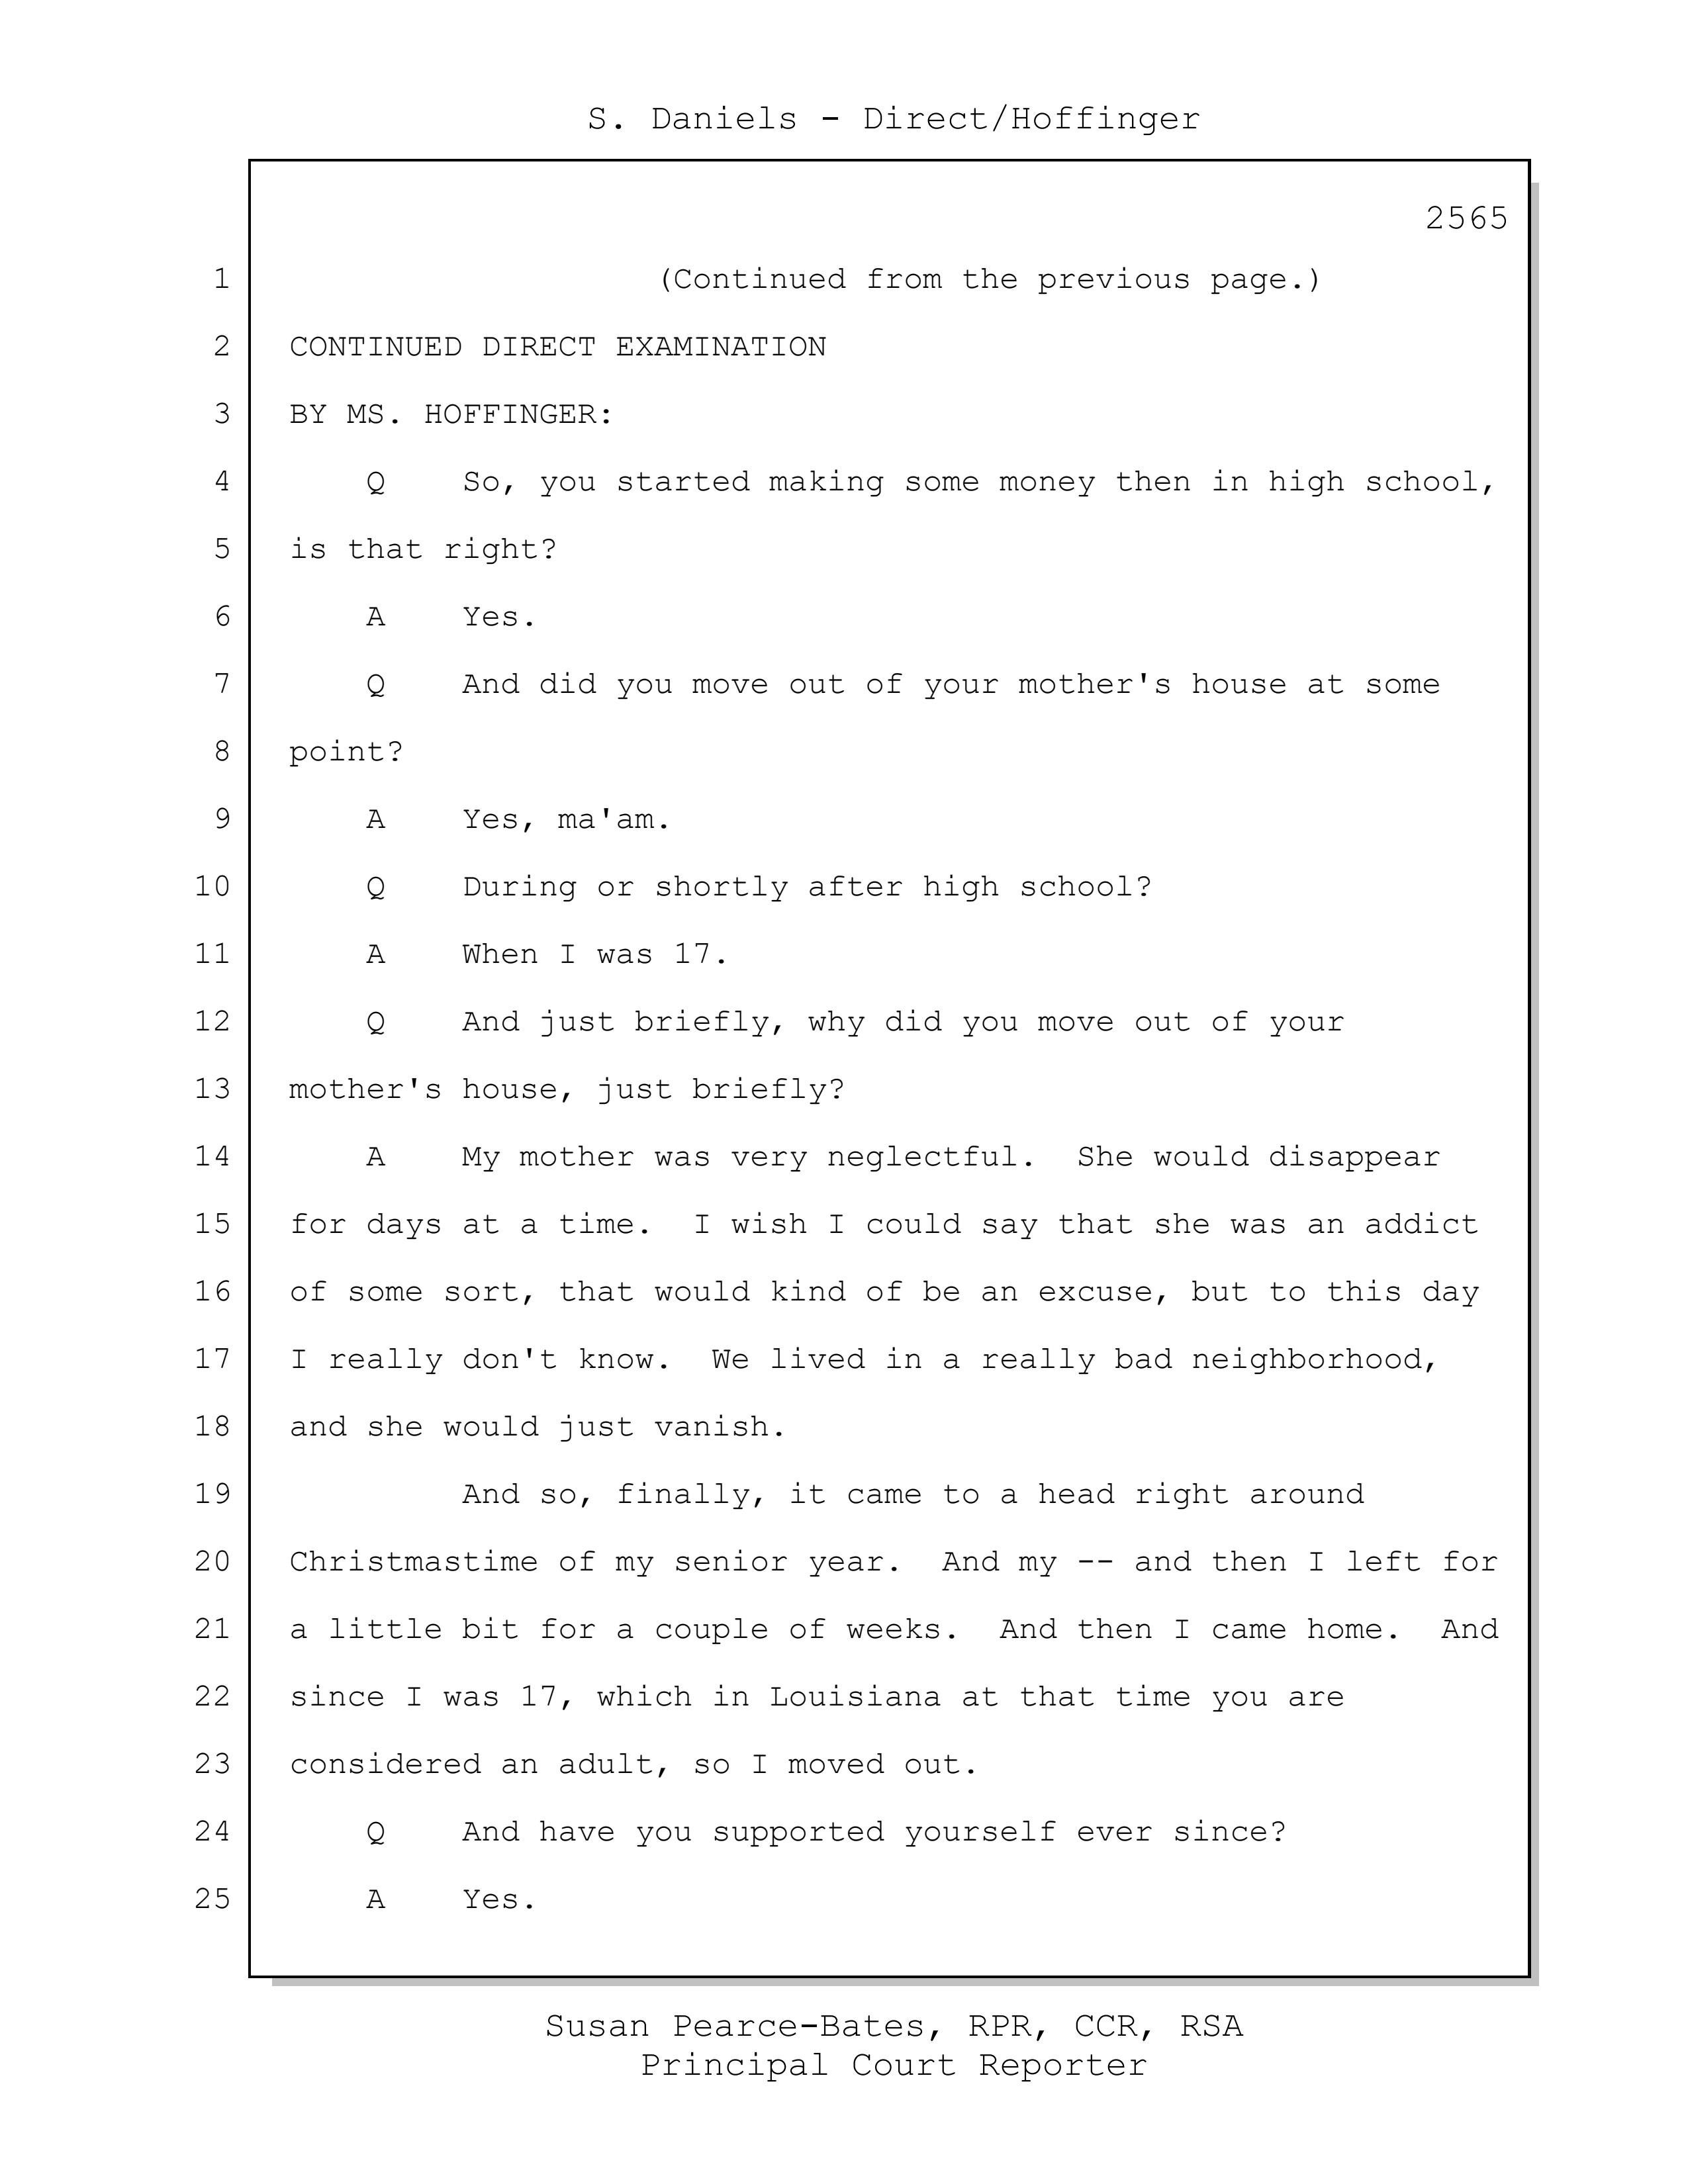 S. Daniels - Direct/Hoffinger
2565
1 (Continued from the previous page.)
2 CONTINUED DIRECT EXAMINATION
3 BY MS. HOFFINGER:
4 Q So, you started making some money then in high school,
5 is that right?
6 A Yes.
7 Q And did you move out of your mother's house at some
8 point?
9 A Yes, ma'am.
10 Q During or shortly after high school?
11 A When I was 17.
12 Q And just briefly, why did you move out of your
13 mother's house, just briefly?
14 A My mother was very neglectful. She would disappear
15 for days at a time. I wish I could say that she was an addict
16 of some sort, that would kind of be an excuse, but to this day
17 I really don't know. We lived in a really bad neighborhood,
18 and she would just vanish.
19 And so, finally, it came to a head right around
20 Christmastime of my senior year. And my -- and then I left for
21 a little bit for a couple of weeks. And then I came home. And
22 since I was 17, which in Louisiana at that time you are
23 considered an adult, so I moved out.
24 Q And have you supported yourself ever since?
25 A Yes.
Susan Pearce-Bates, RPR, CCR, RSA
Principal Court Reporter